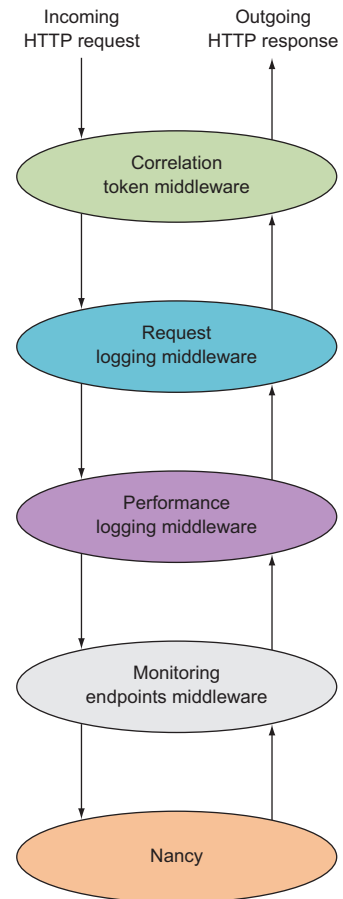 Incoming
HTTP request
Outgoing
HTTP response
Correlation
token middleware
Request
logging middleware
Performance
logging middleware
Monitoring
endpoints middleware
Nancy